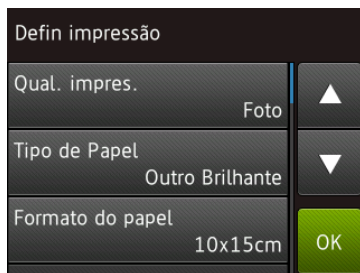 Defin impressão
Qual. impres.
Foto
Tipo de Papel
Outro Brilhante
Formato do papel
10x15cm
OK